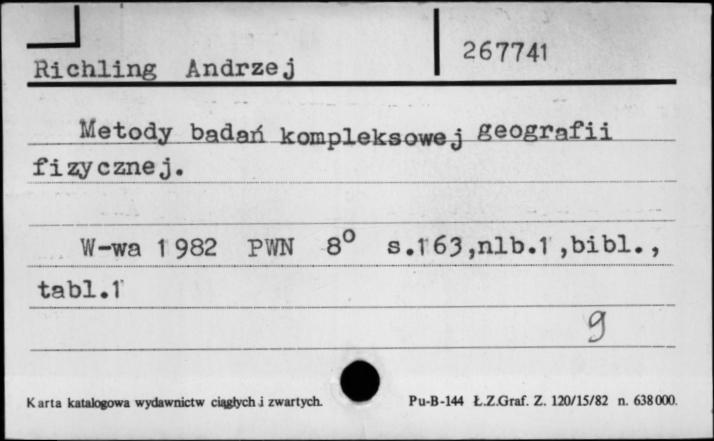 Richling Andrzej
267741
Metody badań kompleksowej geografii
fizycznej.
W-wa 1982 PWN 8° s.163,nlb.1,bibl.,
tabl.1
9
Karta katalogowa wydawnictw ciągłych i zwartych.
Pu-B-144 Ł.Z.Graf. Z. 120/15/82 n. 638000.